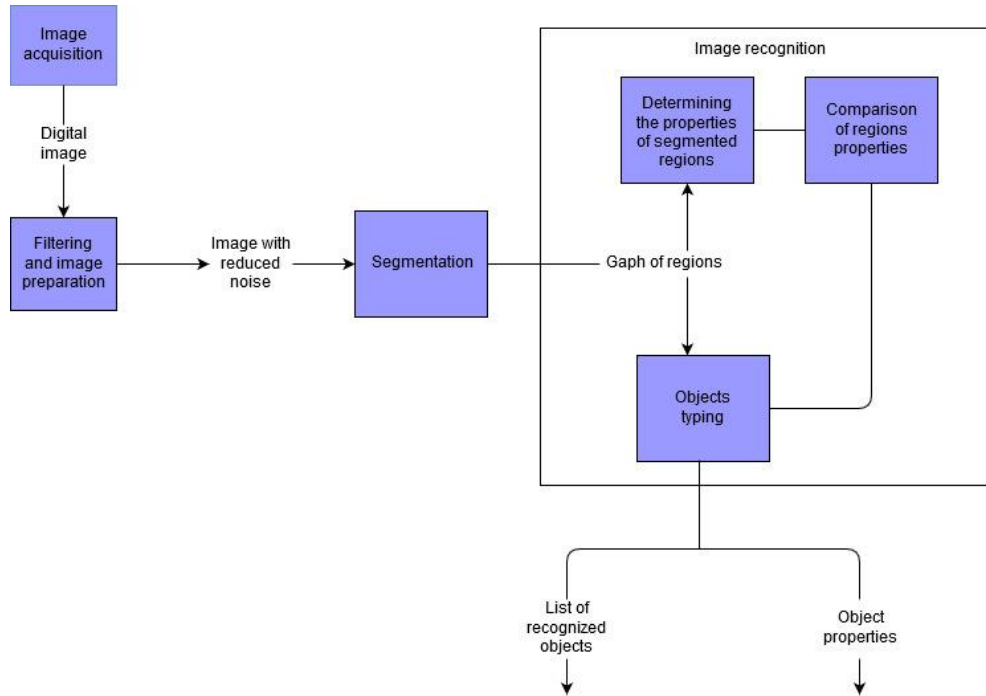 Image
acquisition
Digital
image
Filtering
and image
preparation
Image with
reduced
noise
Segmentation
Image recognition
Determining
the properties
of segmented
regions
Comparison
of regions
properties
Gaph of regions
Objects
typing
List of
recognized
objects
Object
properties